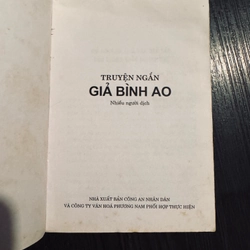 TRUYỆN NGẮN
GIẢ BÌNH AO
Nhiều người dịch
NHÀ XUẤT BẢN CÔNG AN NHÂN DÂN
VÀ CÔNG TY VĂN HOÁ PHƯƠNG NAM PHỐI HỢP THỰC HIỆN